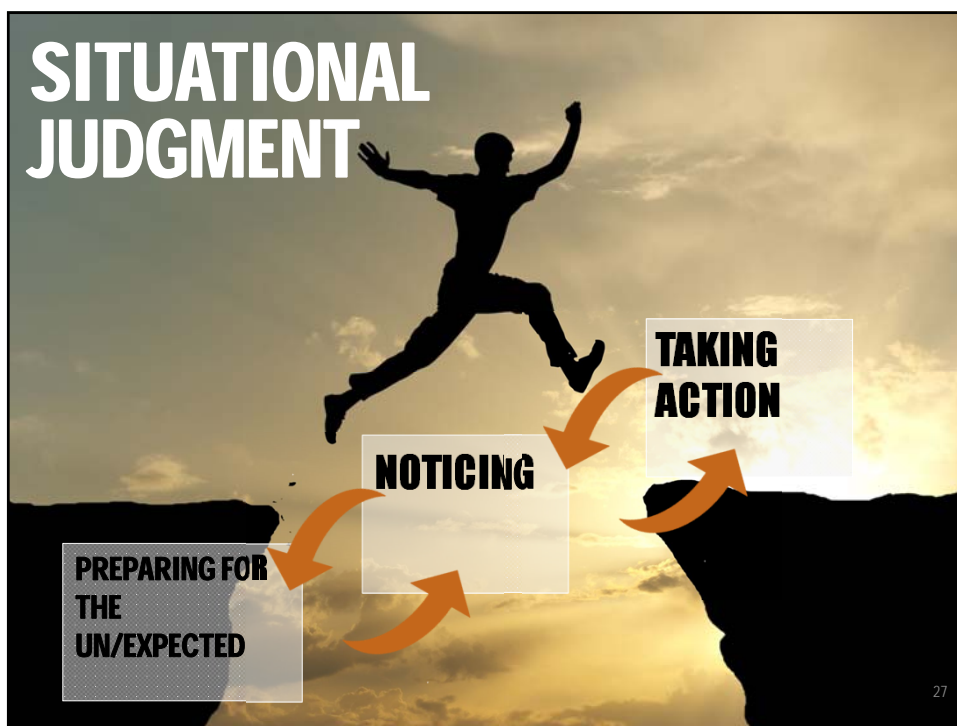 SITUATIONAL
JUDGMENT
TAKING
ACTION
NOTICING
PREPARING FOR
THE
UN/EXPECTED
27